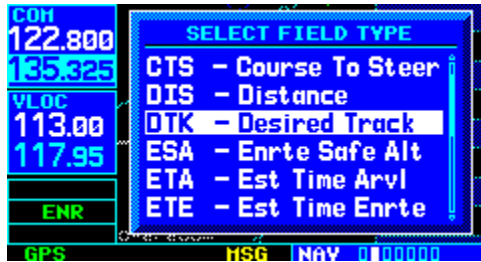 COM
122.800
135.325
VLOC
113.00
117.95
ENR
SELECT FIELD TYPE
CTS – Course To Steer
DIS – Distance
DTK – Desired Track
ESA – Enrte Safe Alt
ETA – Est Time Arvl
ETE – Est Time Enrte
GPS
MSG
NAV